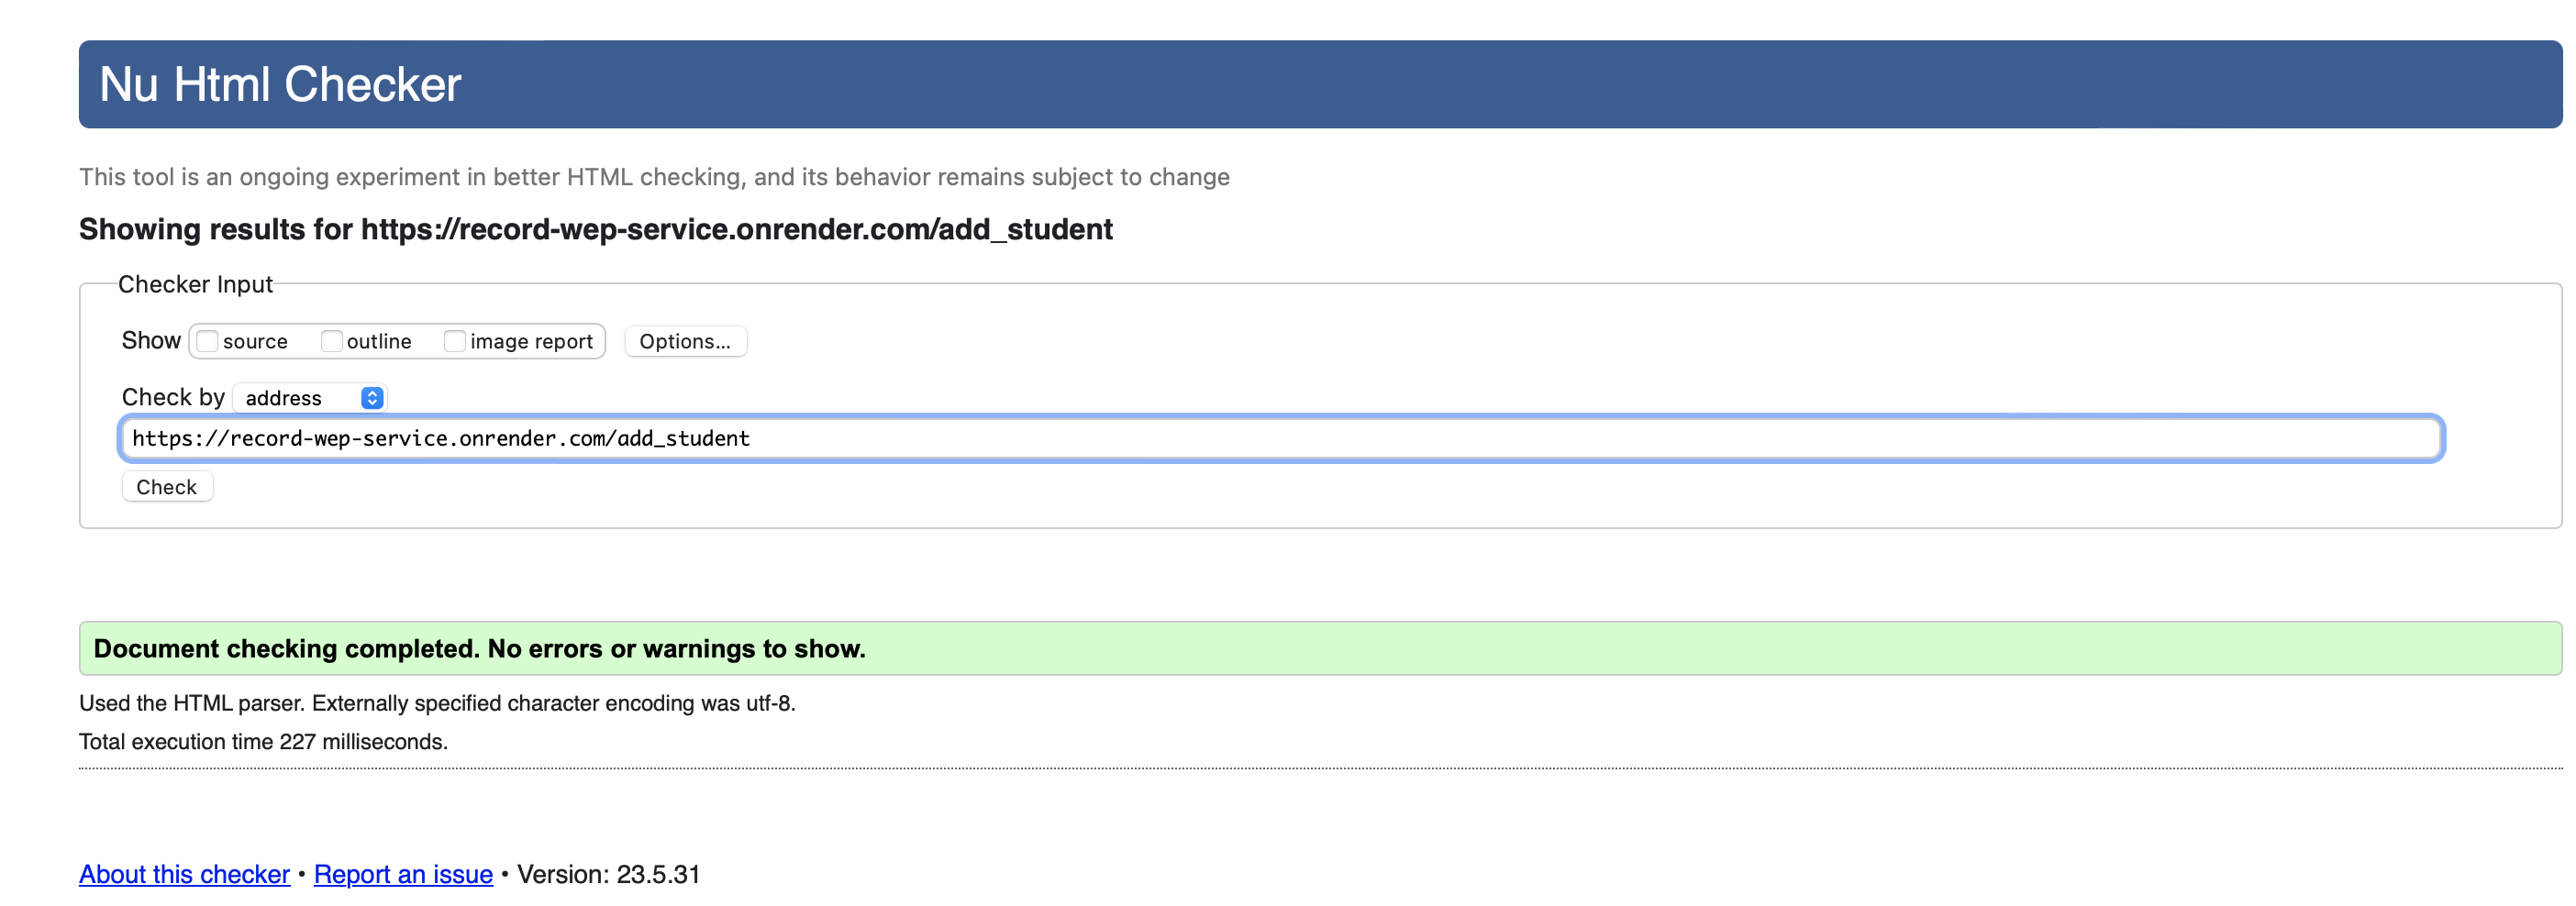 Nu Html Checker
This tool is an ongoing experiment in better HTML checking, and its behavior remains subject to change
Showing results for https://record-wep-service.onrender.com/add_student
Checker Input
Show source outline image report Options...
Check by address
https://record-wep-service.onrender.com/add_student
Check
Document checking completed. No errors or warnings to show.
Used the HTML parser. Externally specified character encoding was utf-8.
Total execution time 227 milliseconds.
About this checker • Report an issue • Version: 23.5.31